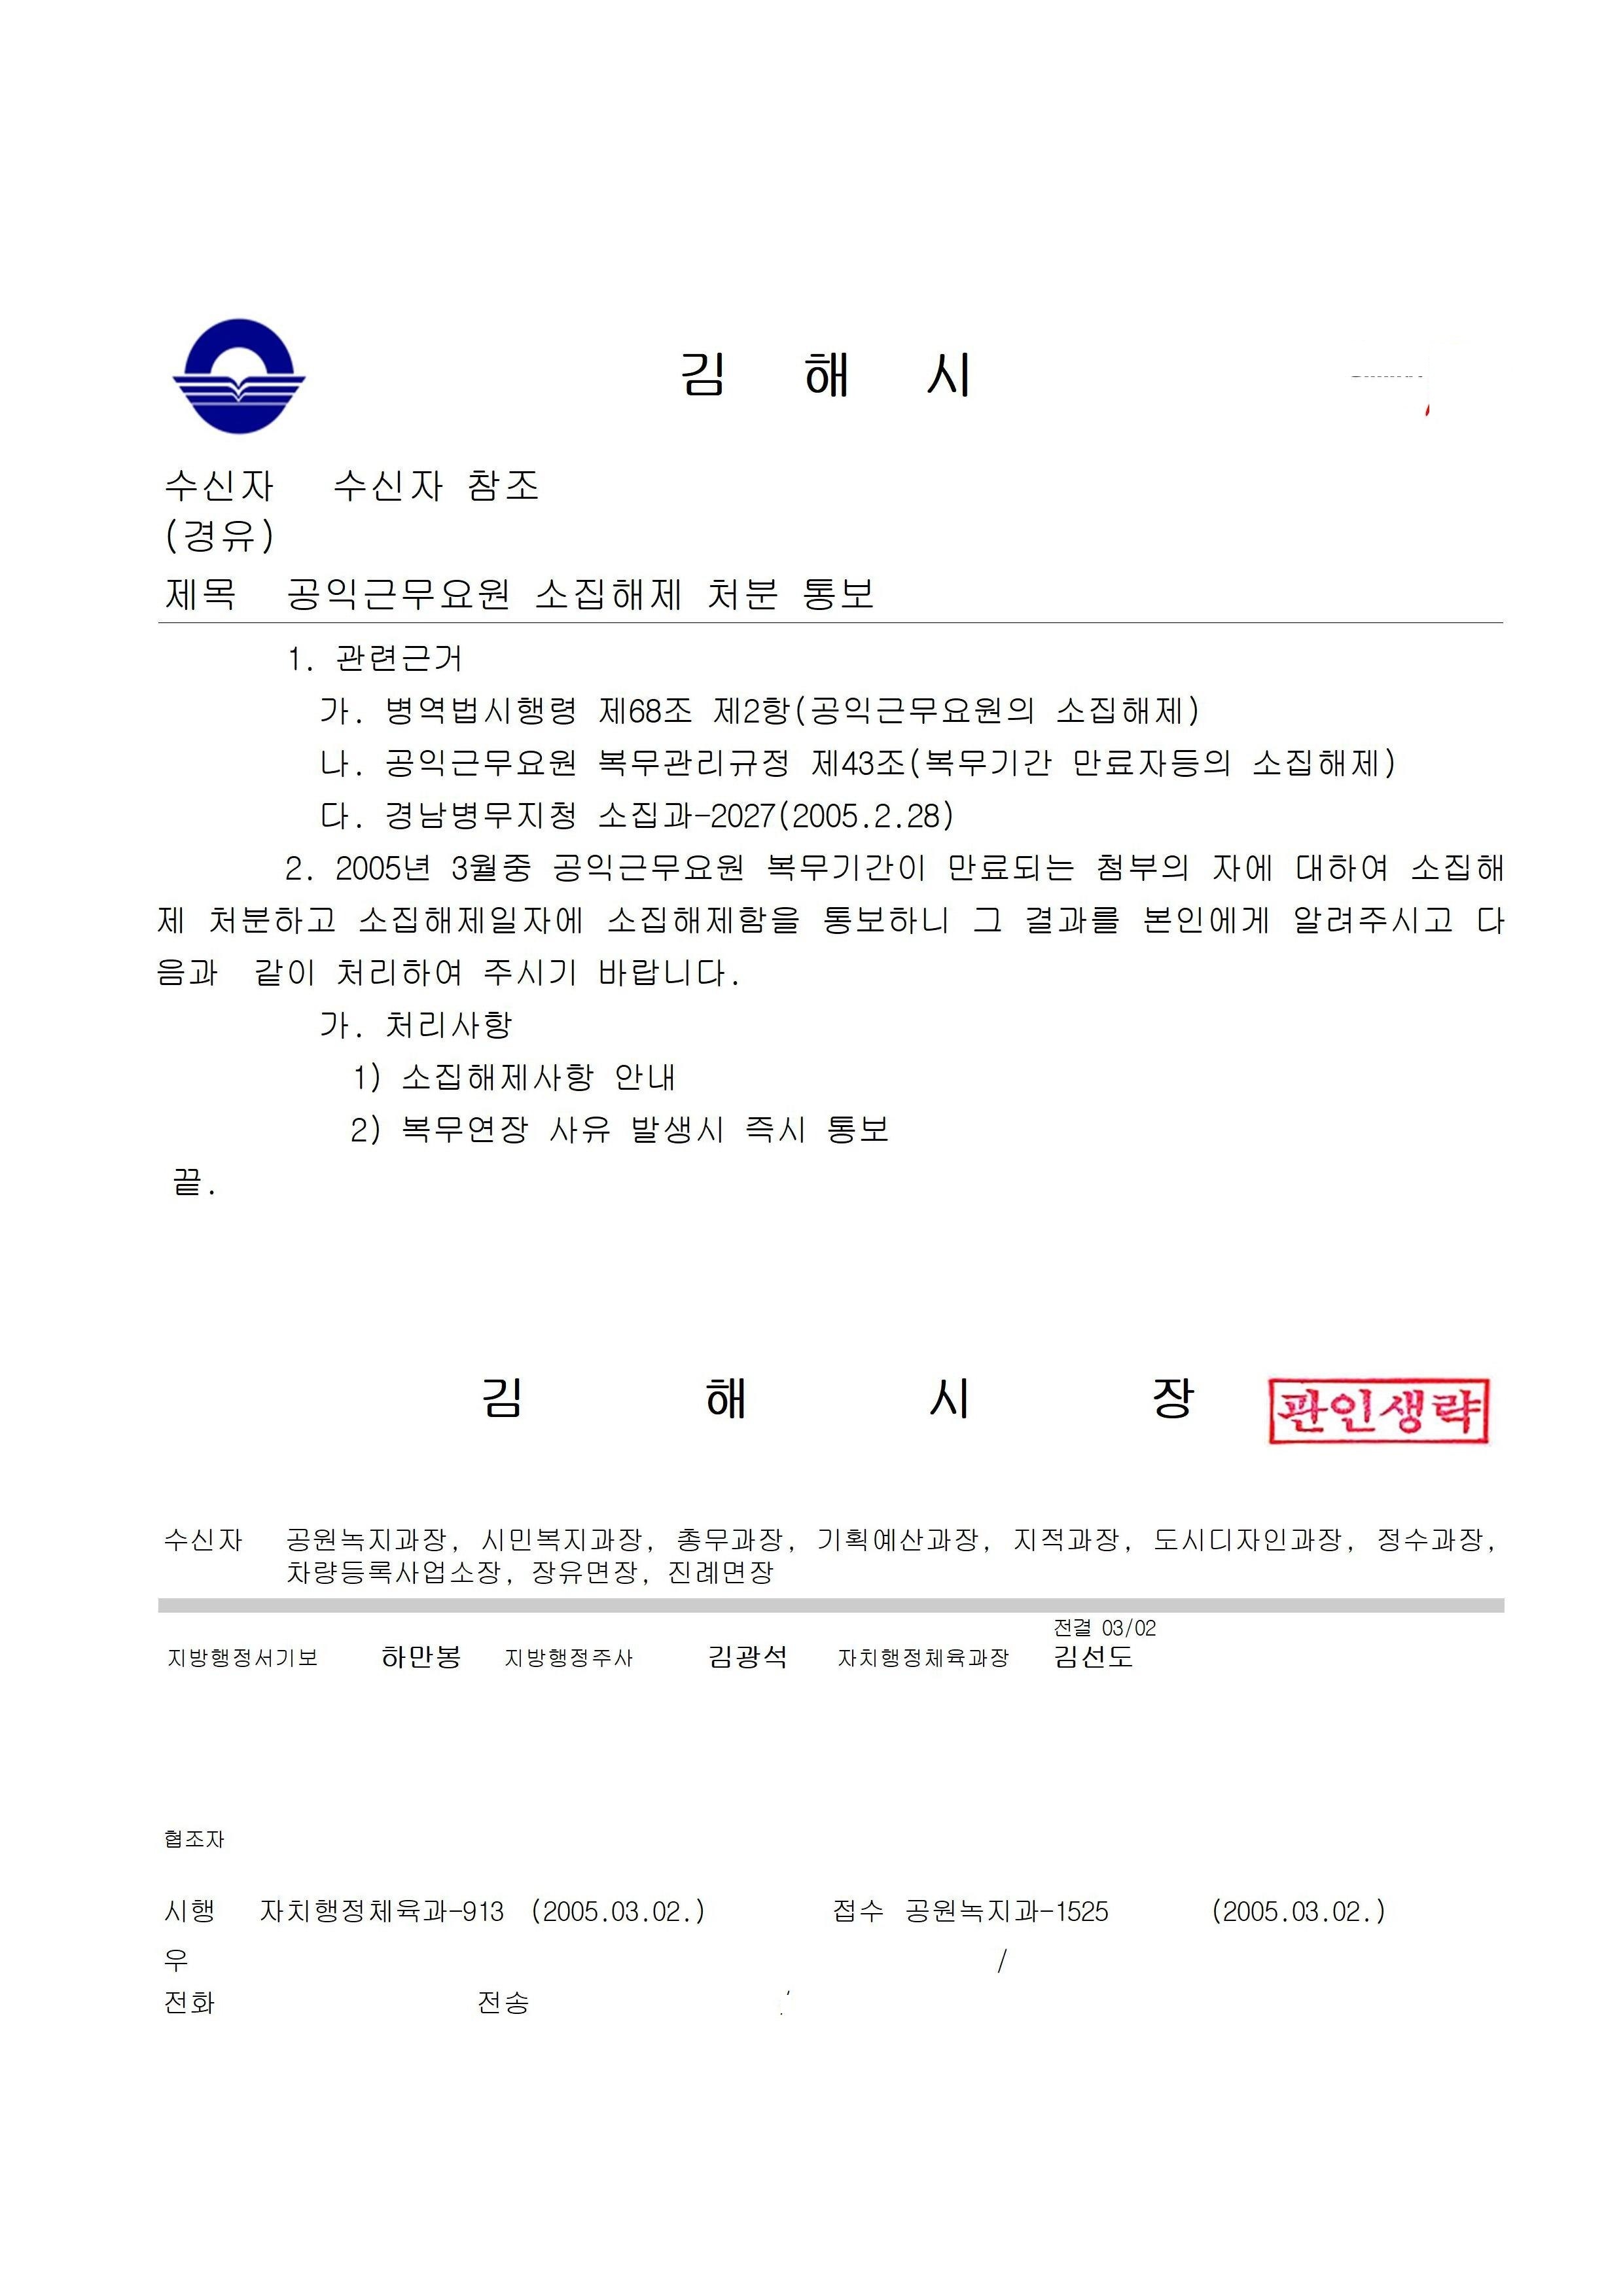 김 해 시
수신자 수신자 참조
(경유)
제목 공익근무요원 소집해제 처분 통보
1. 관련근거
가. 병역법시행령 제68조 제2항(공익근무요원의 소집해제)
나. 공익근무요원 복무관리규정 제43조(복무기간 만료자등의 소집해제)
다. 경남병무지청 소집과-2027(2005.2.28)
2. 2005년 3월중 공익근무요원 복무기간이 만료되는 첨부의 자에 대하여 소집해
제 처분하고 소집해제일자에 소집해제함을 통보하니 그 결과를 본인에게 알려주시고 다
음과 같이 처리하여 주시기 바랍니다.
가. 처리사항
1) 소집해제사항 안내
2) 복무연장 사유 발생시 즉시 통보
끝.
김 해 시 장 관인생략
수신자 공원녹지과장, 시민복지과장, 총무과장, 기획예산과장, 지적과장, 도시디자인과장, 정수과장,
차량등록사업소장, 장유면장, 진례면장
전결 03/02
지방행정서기보 하만봉 지방행정주사 김광석 자치행정체육과장 김선도
협조자
시행 자치행정체육과-913 (2005.03.02.) 접수 공원녹지과-1525 (2005.03.02.)
우 /
전화 전송